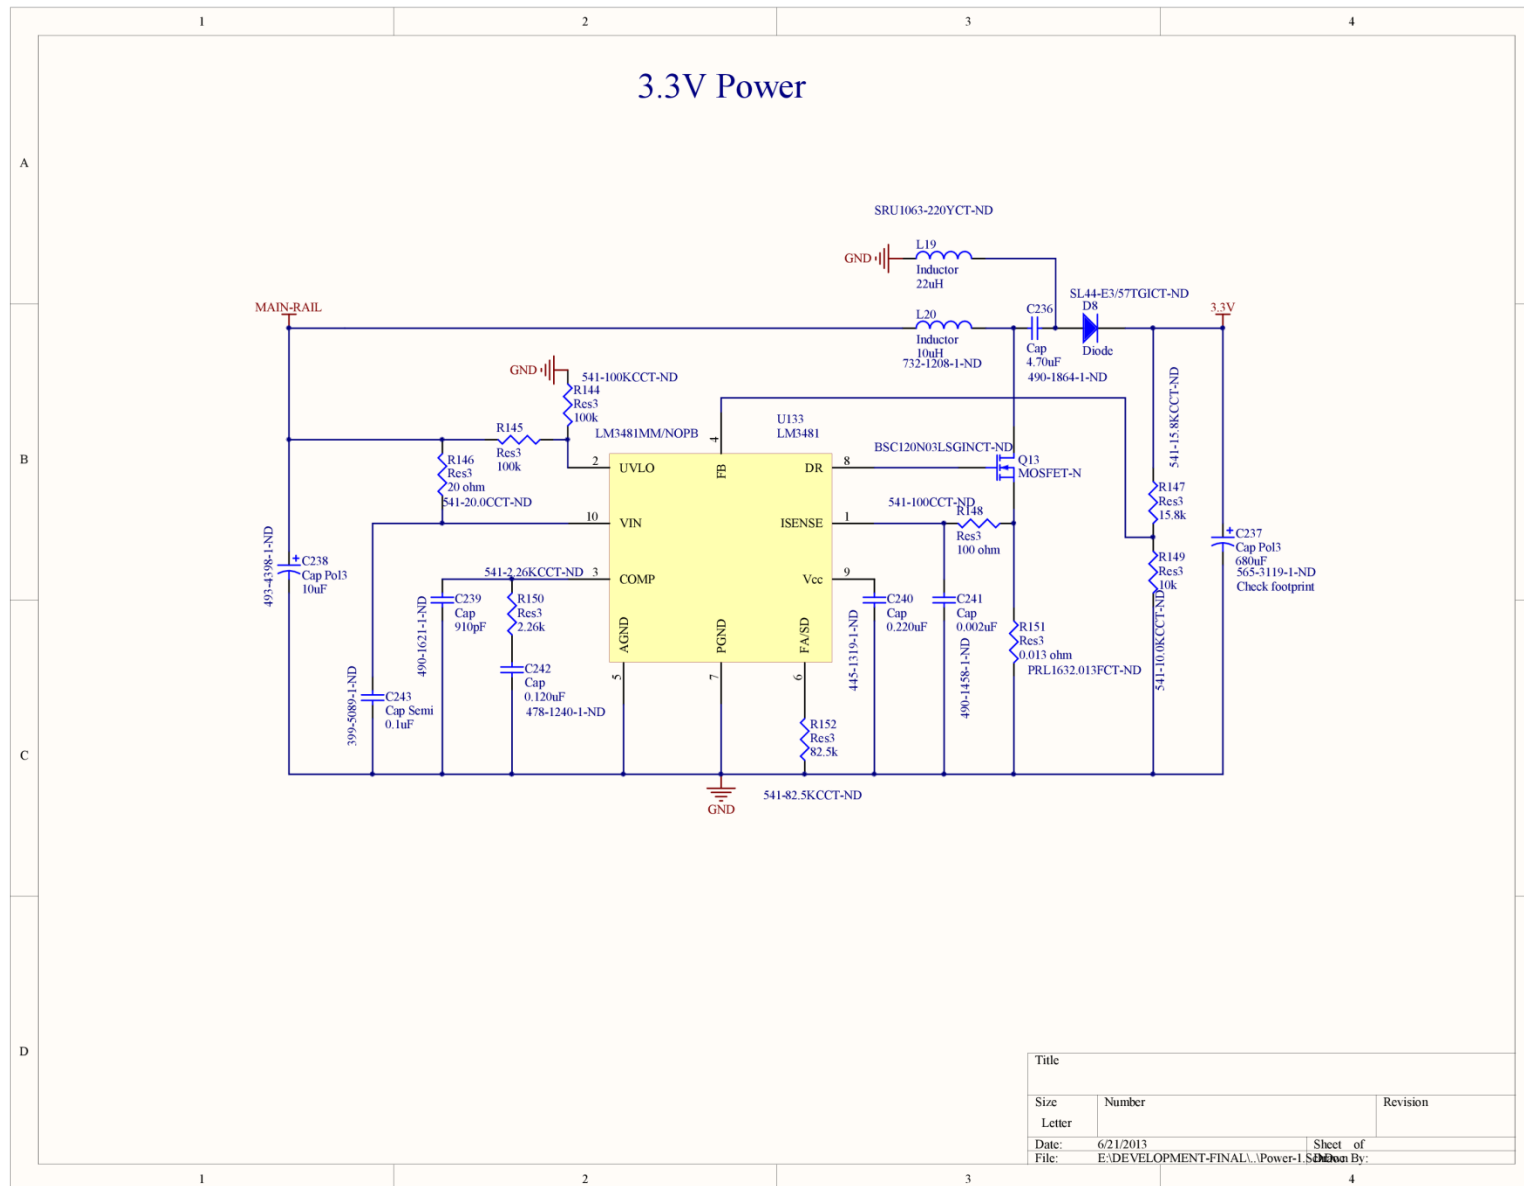 1 2 3 4
3.3V Power
A
SRU1063-220YCT-ND
GND
L19
Inductor
22uH
MAIN-RAIL
L20
Inductor
10uH
732-1208-1-ND
C236
Cap
4.70uF
490-1864-1-ND
SL44-E3/57TGICT-ND
D8
Diode
3.3V
GND
541-100KCCT-ND
R144
Res3
100k
B
R145
Res3
100k
R146
Res3
20 ohm
541-20.0CCT-ND
LM3481MM/NOPB
U133
LM3481
4
FB
2 UVLO
DR 8
10 VIN
ISENSE 1
3 COMP
Vcc 9
AGND
5
PGND
7
FA/SD
6
BSC120N03LSGINCT-ND
Q13
MOSFET-N
541-100CCT-ND
R148
Res3
100 ohm
541-15.8KCCT-ND
R147
Res3
15.8k
R149
Res3
10k
541-10.0KCCT-ND
C237
Cap Pol3
680uF
565-3119-1-ND
Check footprint
493-4398-1-ND
C238
Cap Pol3
10uF
541-2.26KCCT-ND
490-1621-1-ND
C239
Cap
910pF
R150
Res3
2.26k
C242
Cap
0.120uF
478-1240-1-ND
399-5089-1-ND
C243
Cap Semi
0.1uF
445-1319-1-ND
C240
Cap
0.220uF
490-1458-1-ND
C241
Cap
0.002uF
R151
Res3
0.013 ohm
PRL1632.013FCT-ND
R152
Res3
82.5k
541-82.5KCCT-ND
GND
C
D
Title
Size Number Revision
Letter
Date: 6/21/2013 Sheet of
File: E:\DEVELOPMENT-FINAL\..\Power-1.SchDoc Drawn By:
1 2 3 4